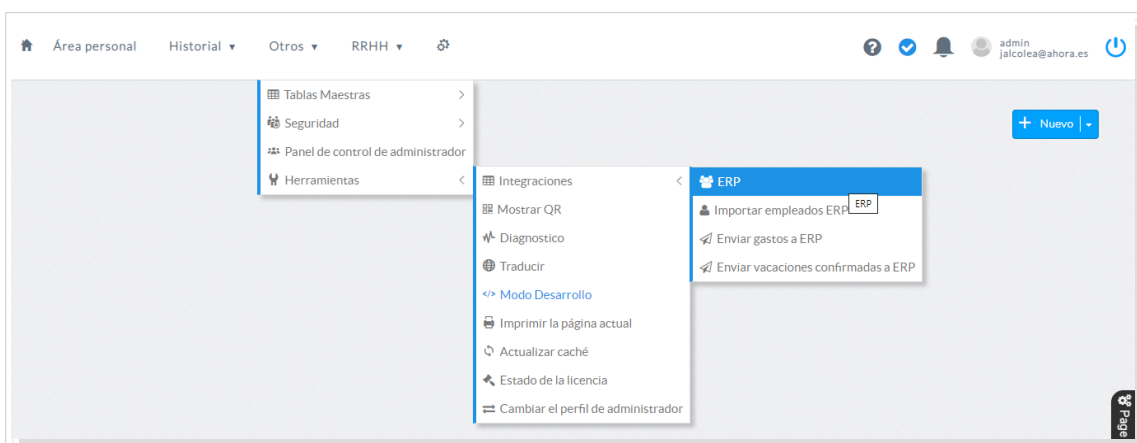 Área personal
Historial
Otros
RRHH
admin
jalcolea@ahora.es
Tablas Maestras
Seguridad
Panel de control de administrador
Herramientas
+ Nuevo
Integraciones
Mostrar QR
Diagnostico
Traducir
Modo Desarrollo
Imprimir la página actual
Actualizar caché
Estado de la licencia
Cambiar el perfil de administrador
ERP
Importar empleados ERP
ERP
Enviar gastos a ERP
Enviar vacaciones confirmadas a ERP
Page